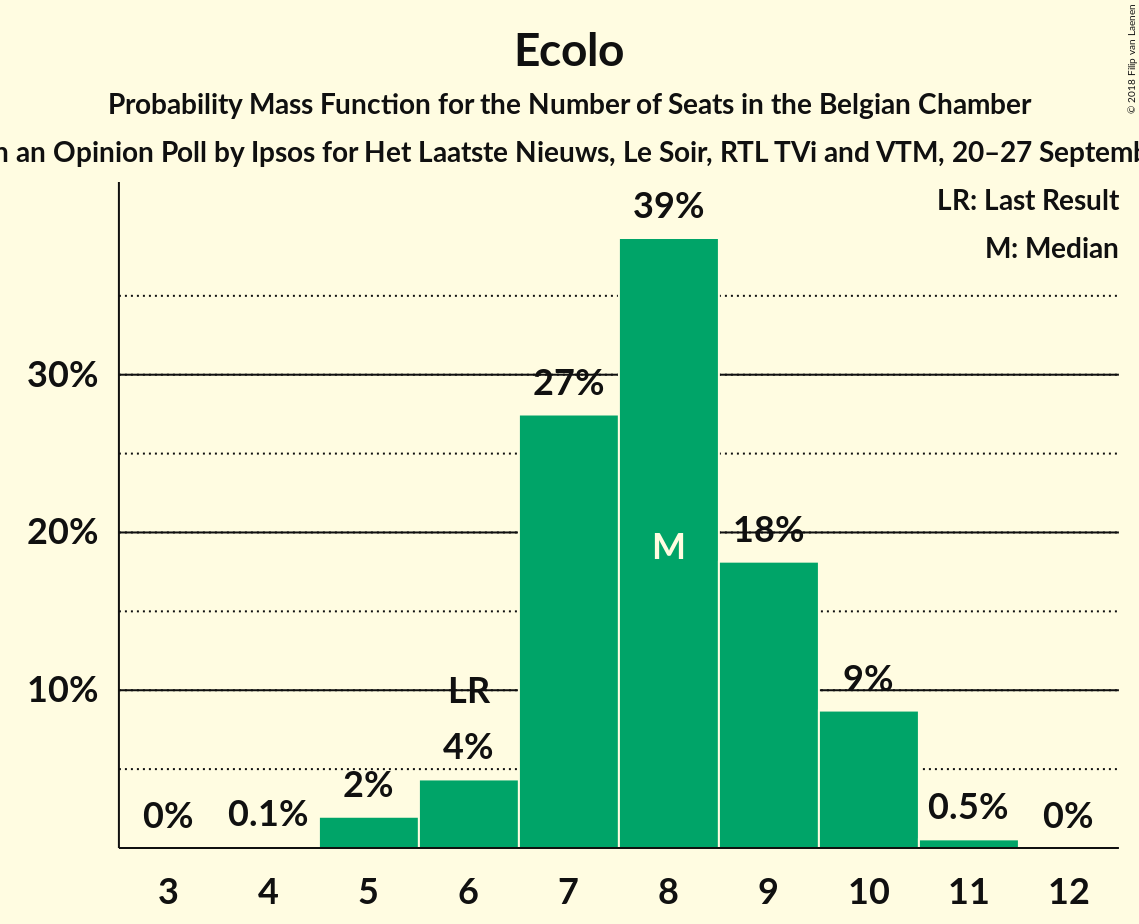 Ecolo
Probability Mass Function for the Number of Seats in the Belgian Chamber
an Opinion Poll by Ipsos for Het Laatste Nieuws, Le Soir, RTL TVi and VTM, 20–27
© 2018 Filip van Laenen
LR: Last Result
M: Median
39%
30%
27%
20%
18%
M
10%
LR
9%
4%
2%
0%
0.1%
0.5%
0%
3 4 5 6 7 8 9 10 11 12